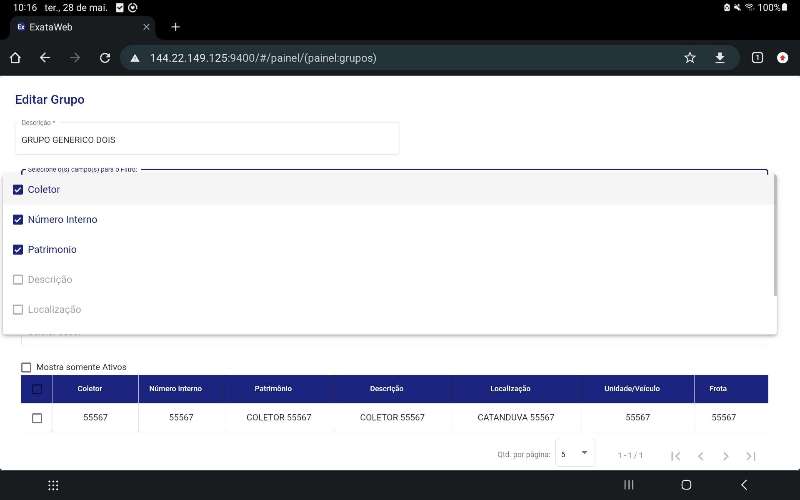 10:16 ter., 28 de mai.
100%
Ex ExataWeb
144.22.149.125:9400/#/painel/(painel:grupos)
1
Editar Grupo
Descrição *
GRUPO GENERICO DOIS
Selecione o(s) campo(s) para o Filtro:
Coletor
Número Interno
Patrimonio
Descrição
Localização
Mostra somente Ativos
Coletor Número Interno Patrimônio Descrição Localização Unidade/Veículo Frota
55567 55567 COLETOR 55567 COLETOR 55567 CATANDUVA 55567 55567 55567
Qtd. por página: 5 1 - 1 / 1